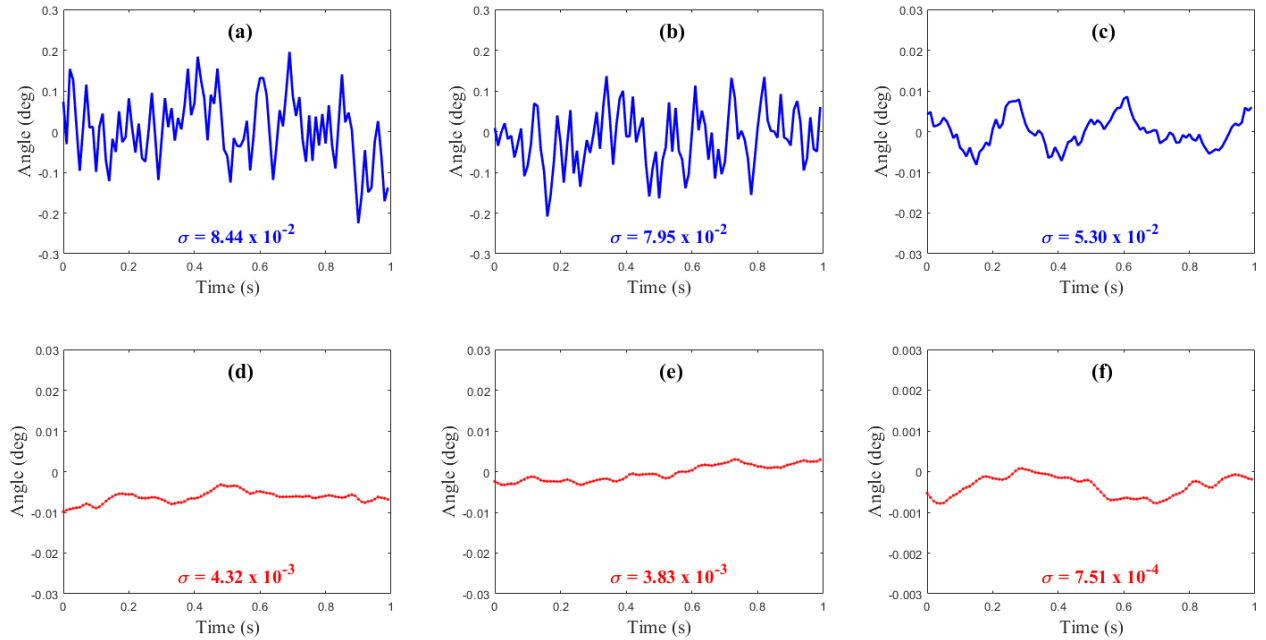 (a)
0.3
0.2
0.1
0
-0.1
-0.2
-0.3
Angle (deg)
σ = 8.44 x 10-2
0 0.2 0.4 0.6 0.8 1
Time (s)
(b)
0.3
0.2
0.1
0
-0.1
-0.2
-0.3
Angle (deg)
σ = 7.95 x 10-2
0 0.2 0.4 0.6 0.8 1
Time (s)
(c)
0.03
0.02
0.01
0
-0.01
-0.02
-0.03
Angle (deg)
σ = 5.30 x 10-2
0 0.2 0.4 0.6 0.8 1
Time (s)
(d)
0.03
0.02
0.01
0
-0.01
-0.02
-0.03
Angle (deg)
σ = 4.32 x 10-3
0 0.2 0.4 0.6 0.8 1
Time (s)
(e)
0.03
0.02
0.01
0
-0.01
-0.02
-0.03
Angle (deg)
σ = 3.83 x 10-3
0 0.2 0.4 0.6 0.8 1
Time (s)
(f)
0.003
0.002
0.001
0
-0.001
-0.002
-0.003
Angle (deg)
σ = 7.51 x 10-4
0 0.2 0.4 0.6 0.8 1
Time (s)